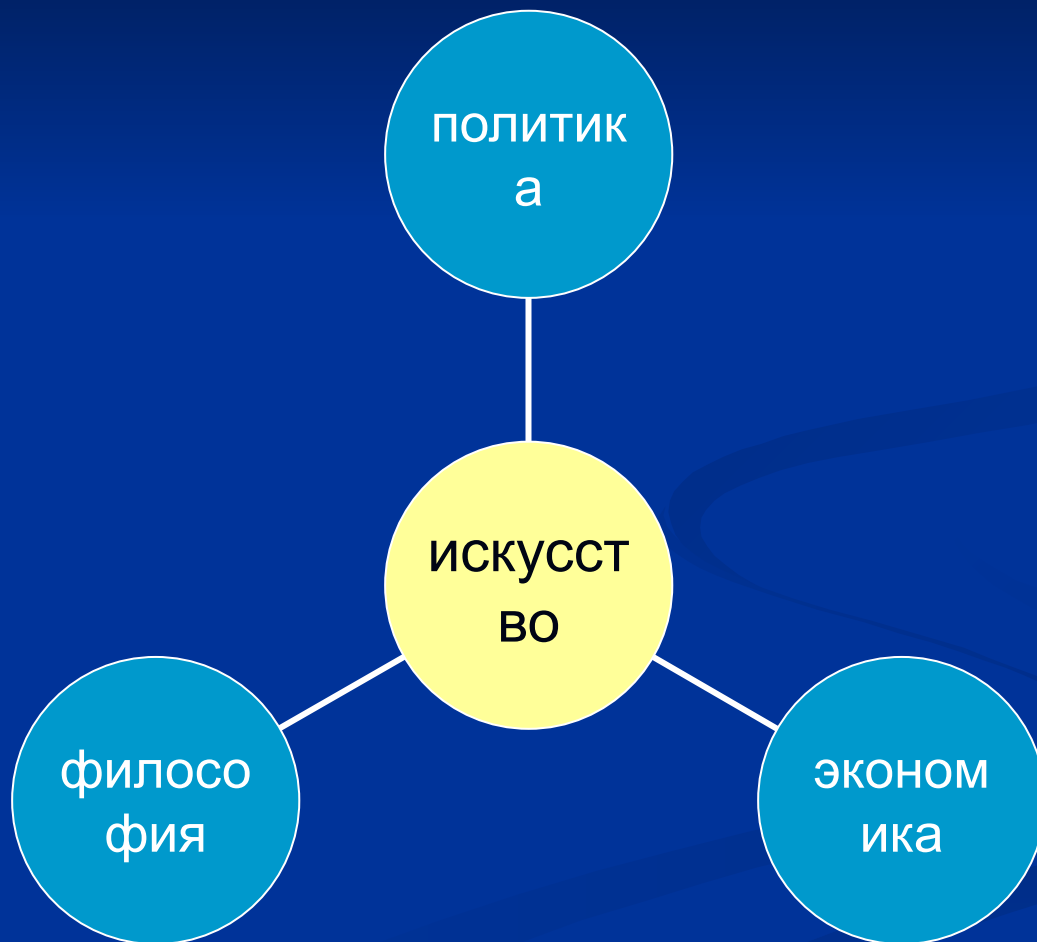 политик
а
искусст
во
филосо
фия
эконом
ика